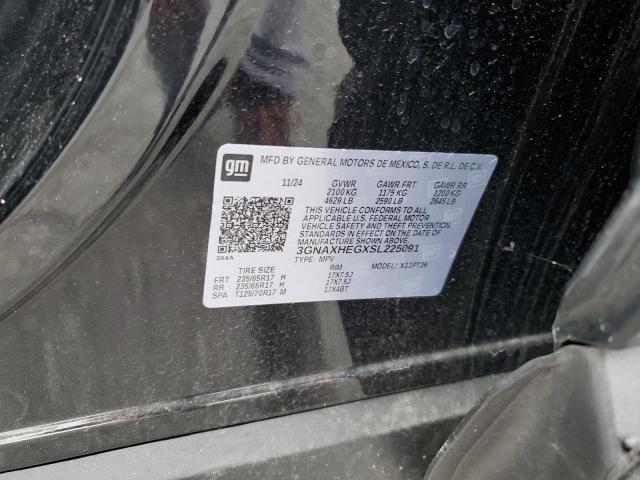 gm
MFD BY GENERAL MOTORS DE MEXICO, S. DE R.L. DE C.V.
11/24 GVWR GAWR FRT GAWR RR
2100 KG 1175 KG 1200 KG
4629 LB 2590 LB 2645 LB
THIS VEHICLE CONFORMS TO ALL
APPLICABLE U.S. FEDERAL MOTOR
VEHICLE SAFETY AND THEFT PREVENTION
STANDARDS IN EFFECT ON THE DATE OF
MANUFACTURE SHOWN ABOVE.
3GNAXHEGXSL225091
384A TYPE: MPV
TIRE SIZE RIM MODEL: X11PT26
FRT 235/65R17 H 17X7.5J
RR 235/65R17 H 17X7.5J
SPA T125/70R17 M 17X4BT